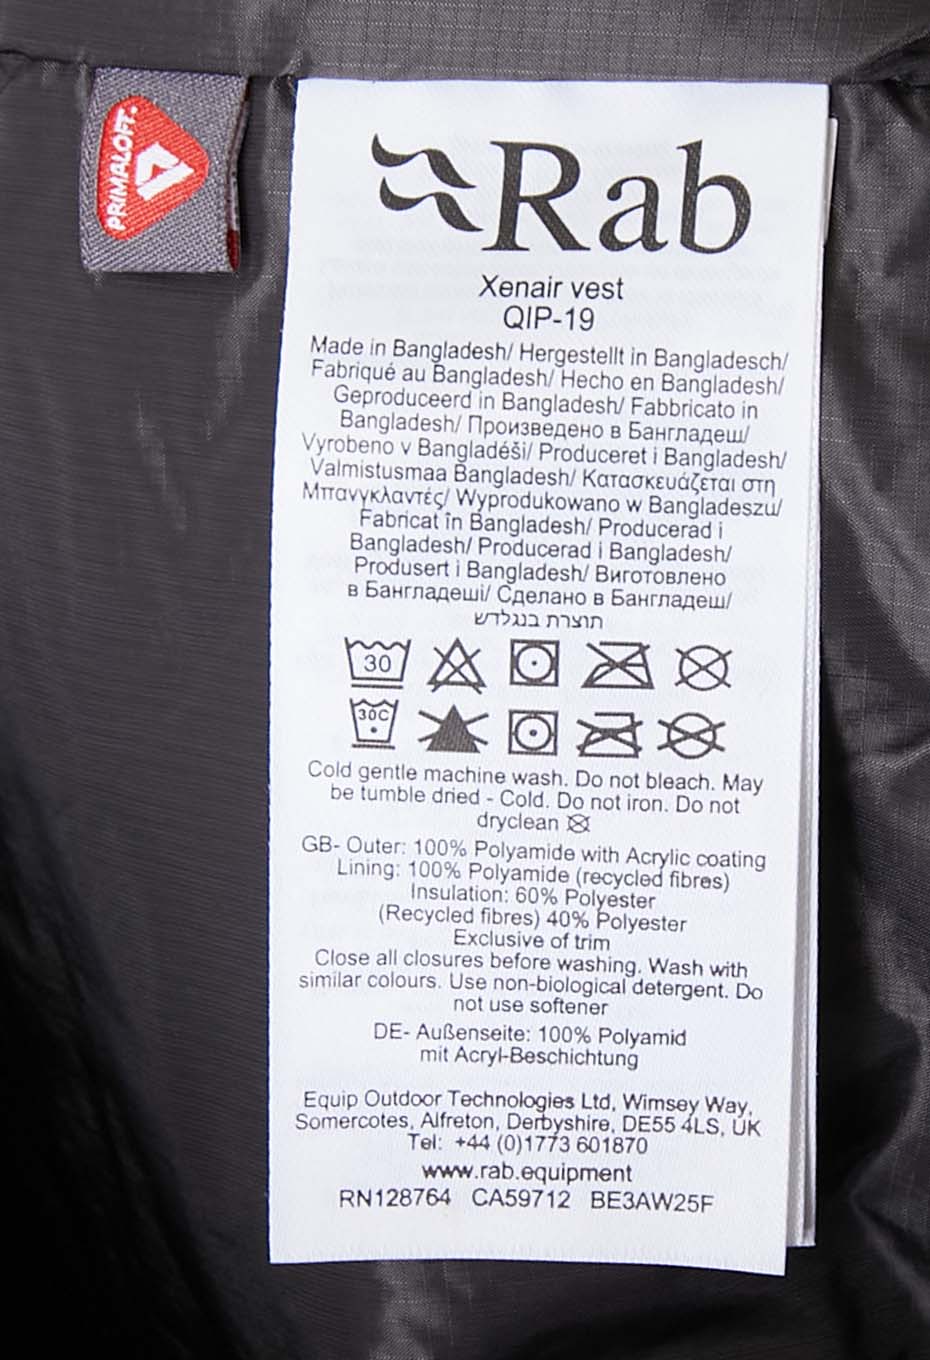 PRIMALOFT
Rab
Xenair vest
QIP-19
Made in Bangladesh/ Hergestellt in Bangladesch/
Fabriqué au Bangladesh/ Hecho en Bangladesh/
Geproduceerd in Bangladesh/ Fabbricato in
Bangladesh/ Произведено в Бангладеш/
Vyrobeno v Bangladéši/ Produceret i Bangladesh/
Valmistusmaa Bangladesh/ Κατασκευάζεται στη
Μπανγκλαντές/ Wyprodukowano w Bangladeszu/
Fabricat în Bangladesh/ Producerad i
Bangladesh/ Producerad i Bangladesh/
Produsert i Bangladesh/ Виготовлено
в Бангладеші/ Сделано в Бангладеш/
תוצרת בנגלדש
30
30C
Cold gentle machine wash. Do not bleach. May
be tumble dried - Cold. Do not iron. Do not
dryclean
GB- Outer: 100% Polyamide with Acrylic coating
Lining: 100% Polyamide (recycled fibres)
Insulation: 60% Polyester
(Recycled fibres) 40% Polyester
Exclusive of trim
Close all closures before washing. Wash with
similar colours. Use non-biological detergent. Do
not use softener
DE- Außenseite: 100% Polyamid
mit Acryl-Beschichtung
Equip Outdoor Technologies Ltd, Wimsey Way,
Somercotes, Alfreton, Derbyshire, DE55 4LS, UK
Tel: +44 (0)1773 601870
www.rab.equipment
RN128764 CA59712 BE3AW25F